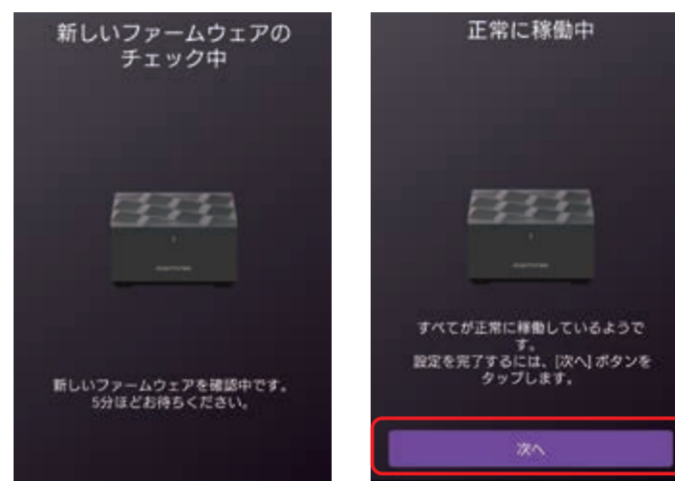 新しいファームウェアの
チェック中
新しいファームウェアを確認中です。
5分ほどお待ちください。
正常に稼働中
すべてが正常に稼働しているようで
す。
設定を完了するには、[次へ] ボタンを
タップします。
次へ